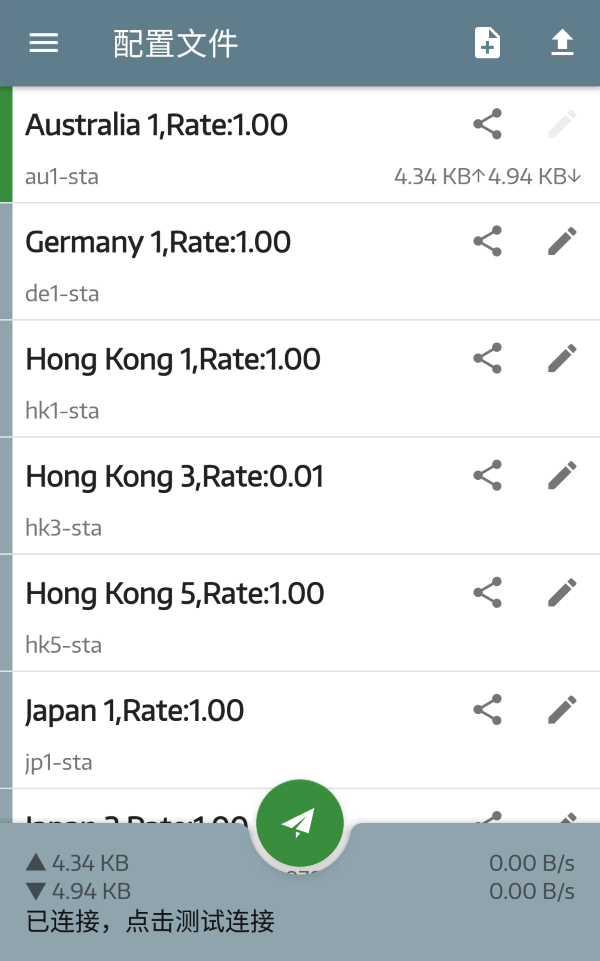 配置文件
Australia 1,Rate:1.00
au1-sta
4.34 KB↑4.94 KB↓
Germany 1,Rate:1.00
de1-sta
Hong Kong 1,Rate:1.00
hk1-sta
Hong Kong 3,Rate:0.01
hk3-sta
Hong Kong 5,Rate:1.00
hk5-sta
Japan 1,Rate:1.00
jp1-sta
▲ 4.34 KB
0.00 B/s
▼ 4.94 KB
0.00 B/s
已连接，点击测试连接